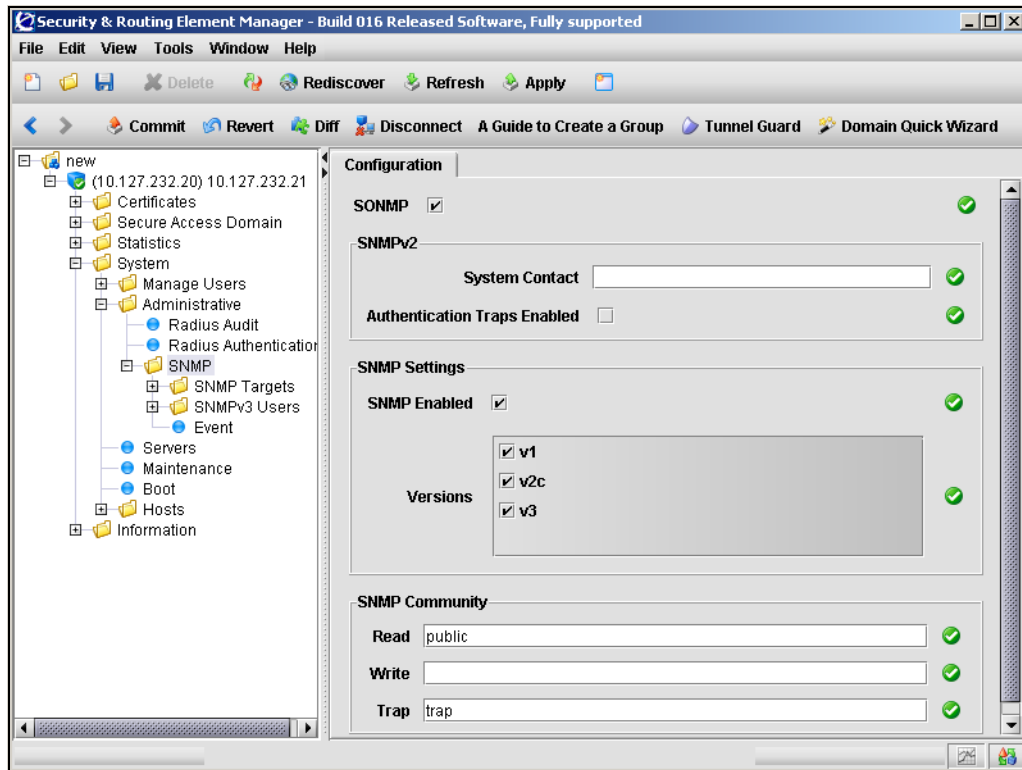 Security & Routing Element Manager - Build 016 Released Software, Fully supported
File Edit View Tools Window Help
Delete Rediscover Refresh Apply
Commit Revert Diff Disconnect A Guide to Create a Group Tunnel Guard Domain Quick Wizard
new
(10.127.232.20) 10.127.232.21
Certificates
Secure Access Domain
Statistics
System
Manage Users
Administrative
Radius Audit
Radius Authentication
SNMP
SNMP Targets
SNMPv3 Users
Event
Servers
Maintenance
Boot
Hosts
Information
Configuration
SONMP
SNMPv2
System Contact
Authentication Traps Enabled
SNMP Settings
SNMP Enabled
Versions
v1
v2c
v3
SNMP Community
Read public
Write
Trap trap